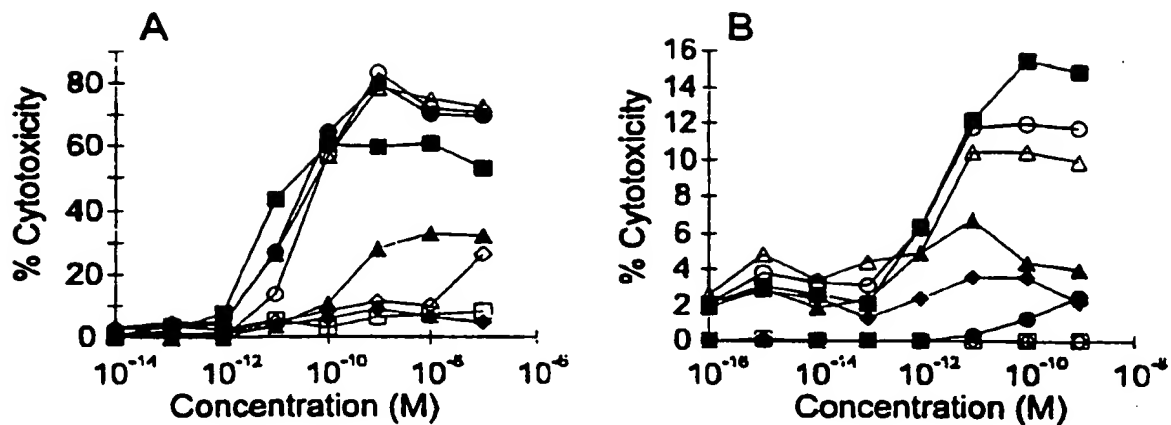 A
% Cytotoxicity
80
60
40
20
0
10⁻¹⁴ 10⁻¹² 10⁻¹⁰ 10⁻⁸ 10⁻⁶
Concentration (M)
B
% Cytotoxicity
16
14
12
10
8
6
4
2
0
10⁻¹⁶ 10⁻¹⁴ 10⁻¹² 10⁻¹⁰ 10⁻⁸
Concentration (M)